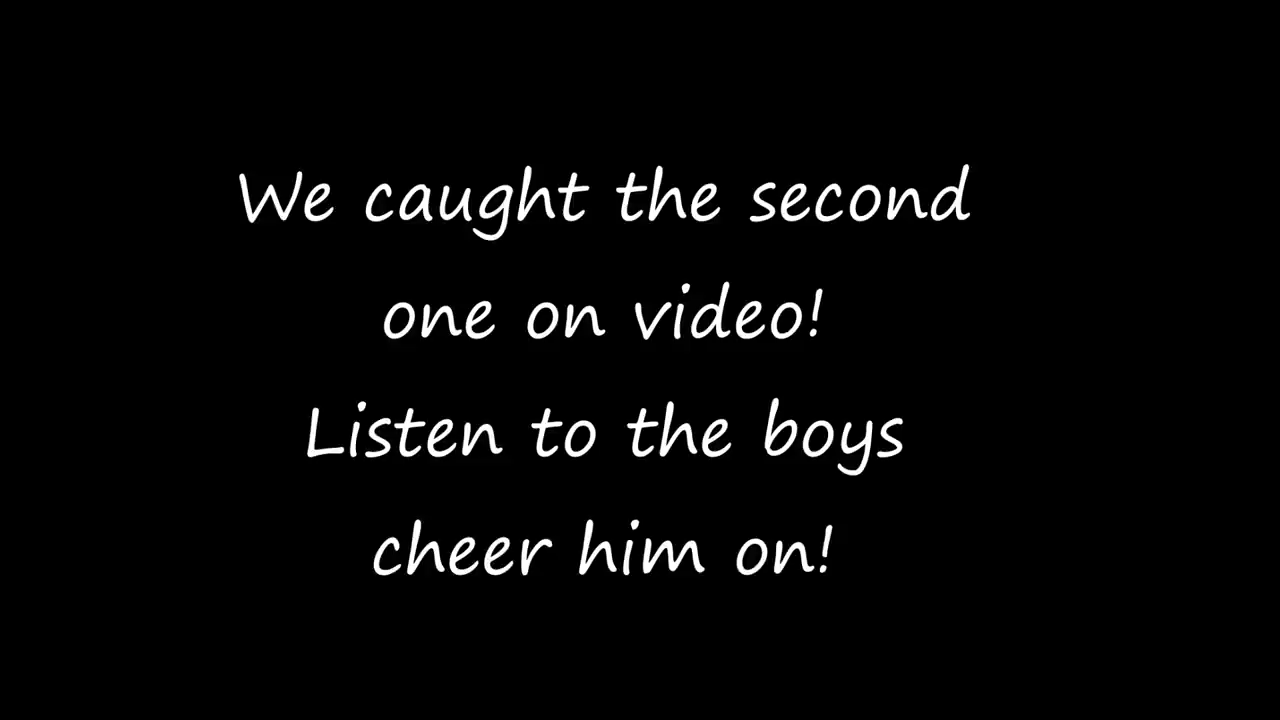 We caught the second
one on video!
Listen to the boys
cheer him on!